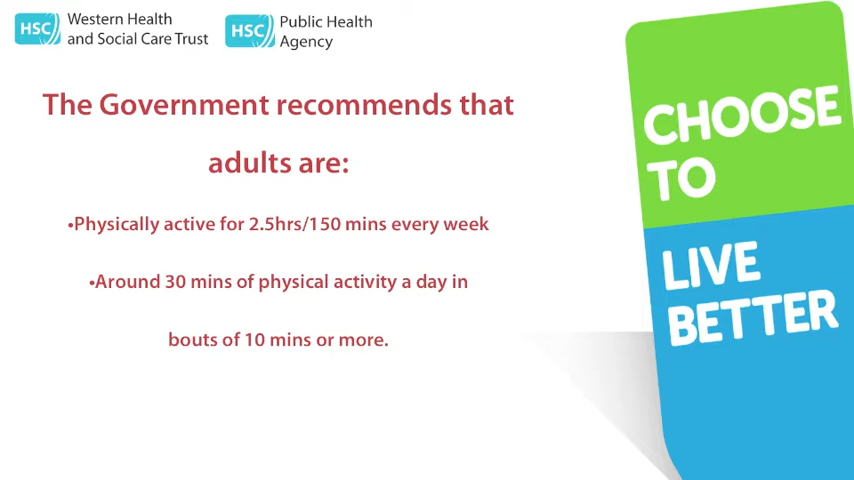 HSC Western Health
and Social Care Trust
HSC Public Health
Agency
The Government recommends that
adults are:
•Physically active for 2.5hrs/150 mins every week
•Around 30 mins of physical activity a day in
bouts of 10 mins or more.
CHOOSE
TO
LIVE
BETTER